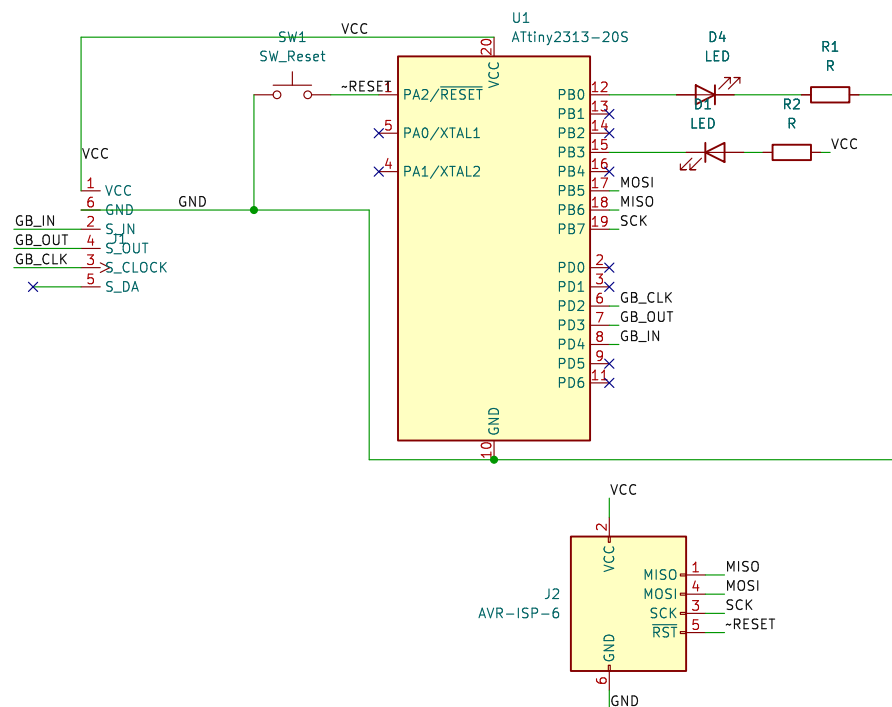 U1
ATtiny2313-20S
VCC
SW1
SW_Reset
20
VCC
D4
LED
R1
R
~RESET
1
PA2/RESET
PB0
12
5
PA0/XTAL1
PB1
13
D1
LED
R2
R
PB2
14
PB3
15
VCC
4
PA1/XTAL2
PB4
16
VCC
1
VCC
PB5
17
MOSI
6
GND
GND
PB6
18
MISO
GB_IN
2
S_IN
PB7
19
SCK
J1
GB_OUT
4
S_OUT
GB_CLK
3
S_CLOCK
PD0
2
5
S_DA
PD1
3
PD2
6
GB_CLK
PD3
7
GB_OUT
PD4
8
GB_IN
PD5
9
PD6
11
GND
10
VCC
2
VCC
MISO
1
MISO
J2
AVR-ISP-6
MOSI
4
MOSI
SCK
3
SCK
RST
5
~RESET
GND
6
GND